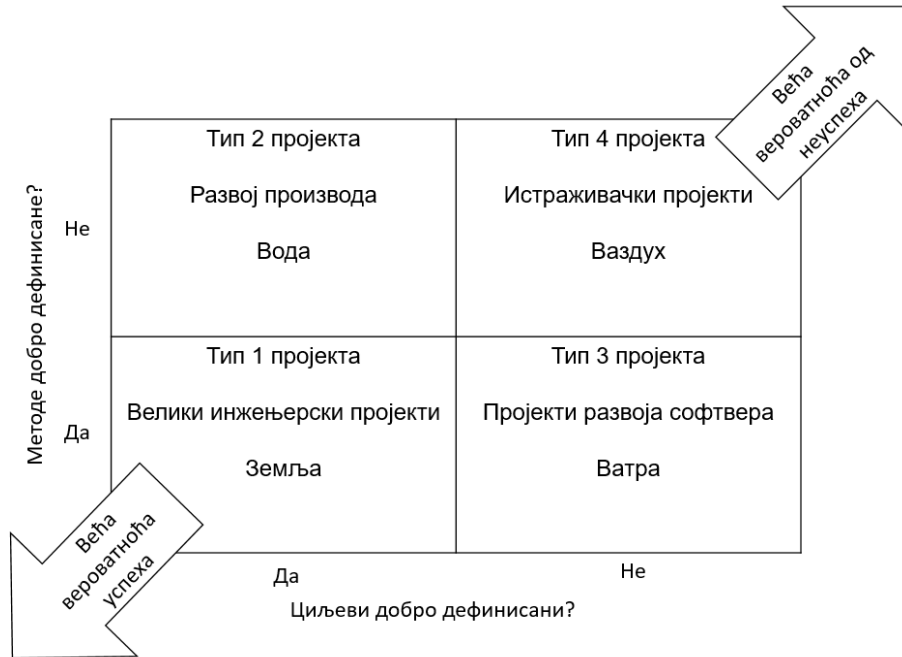 Већа
вероватноћа од
неуспеха
Тип 2 пројекта
Развој производа
Вода
Тип 4 пројекта
Истраживачки пројекти
Ваздух
Методе добро дефинисане?
Не
Да
Тип 1 пројекта
Велики инжењерски пројекти
Земља
Тип 3 пројекта
Пројекти развоја софтвера
Ватра
Већа
вероватноћа
успеха
Да
Не
Циљеви добро дефинисани?